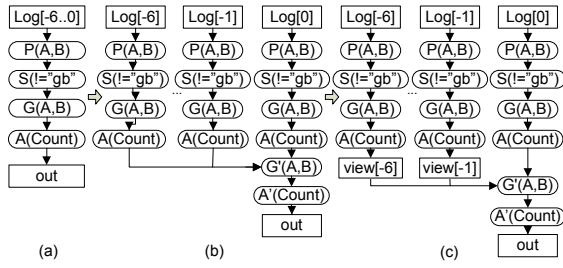 Log[-6..0] Log[-6] Log[-1] Log[0] Log[-6] Log[-1] Log[0]
P(A,B) P(A,B) P(A,B) P(A,B) P(A,B) P(A,B) P(A,B)
S(!="gb") S(!="gb") S(!="gb") S(!="gb") S(!="gb") S(!="gb") S(!="gb")
... ...
G(A,B) G(A,B) G(A,B) G(A,B) G(A,B) G(A,B) G(A,B)
A(Count) A(Count) A(Count) A(Count) A(Count) A(Count) A(Count)
out G'(A,B) view[-6] view[-1] G'(A,B)
A'(Count) A'(Count)
out out
(a) (b) (c)